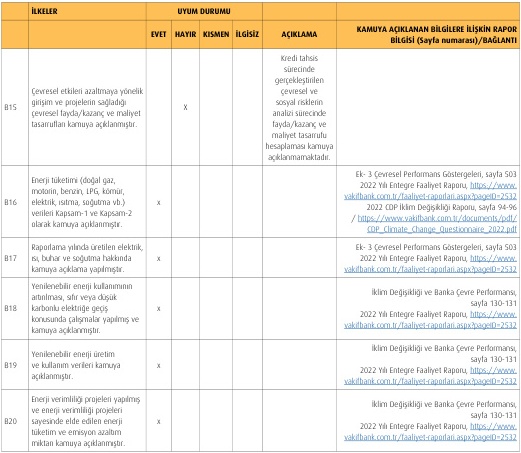 İLKELER
UYUM DURUMU
EVET HAYIR KISMEN İLGİSİZ
AÇIKLAMA
KAMUYA AÇIKLANAN BİLGİLERE İLİŞKİN RAPOR
BİLGİSİ (Sayfa numarası)/BAĞLANTI
B15
Çevresel etkileri azaltmaya yönelik
girişim ve projelerin sağladığı
çevresel fayda/kazanç ve maliyet
tasarrufları kamuya açıklanmıştır.
X
Kredi tahsis
sürecinde
gerçekleştirilen
çevresel ve
sosyal risklerin
analizi sürecinde
fayda/kazanç ve
maliyet tasarrufu
hesaplaması kamuya
açıklanmamaktadır.
B16
Enerji tüketimi (doğal gaz,
motorin, benzin, LPG, kömür,
elektrik, ısıtma, soğutma vb.)
verileri Kapsam-1 ve Kapsam-2
olarak kamuya açıklanmıştır.
x
Ek- 3 Çevresel Performans Göstergeleri, sayfa 503
2022 Yılı Entegre Faaliyet Raporu, https://www.
vakifbank.com.tr/faaliyet-raporlari.aspx?pageID=2532
2022 CDP İklim Değişikliği Raporu, sayfa 94-96
/ https://www.vakifbank.com.tr/documents/pdf/
CDP_Climate_Change_Questionnaire_2022.pdf
B17
Raporlama yılında üretilen elektrik,
ısı, buhar ve soğutma hakkında
kamuya açıklama yapılmıştır.
x
Ek- 3 Çevresel Performans Göstergeleri, sayfa 503
2022 Yılı Entegre Faaliyet Raporu, https://www.
vakifbank.com.tr/faaliyet-raporlari.aspx?pageID=2532
B18
Yenilenebilir enerji kullanımının
artırılması, sıfır veya düşük
karbonlu elektriğe geçiş
konusunda çalışmalar yapılmış ve
kamuya açıklanmıştır.
x
İklim Değişikliği ve Banka Çevre Performansı,
sayfa 130-131
2022 Yılı Entegre Faaliyet Raporu, https://www.
vakifbank.com.tr/faaliyet-raporlari.aspx?pageID=2532
B19
Yenilenebilir enerji üretim
ve kullanım verileri kamuya
açıklanmıştır.
x
İklim Değişikliği ve Banka Çevre Performansı,
sayfa 130-131
2022 Yılı Entegre Faaliyet Raporu, https://www.
vakifbank.com.tr/faaliyet-raporlari.aspx?pageID=2532
B20
Enerji verimliliği projeleri yapılmış
ve enerji verimliliği projeleri
sayesinde elde edilen enerji
tüketim ve emisyon azaltım
miktarı kamuya açıklanmıştır.
x
İklim Değişikliği ve Banka Çevre Performansı,
sayfa 130-131
2022 Yılı Entegre Faaliyet Raporu, https://www.
vakifbank.com.tr/faaliyet-raporlari.aspx?pageID=2532